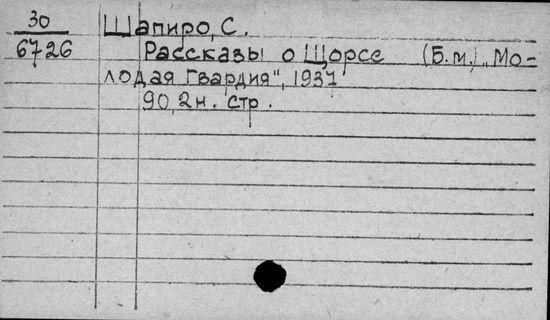 30
6726
Шапиро, С.
Рассказы о Щорсе (Б.м.) „Мо-
лодая Гвардия", 1937
90, 2н. стр.